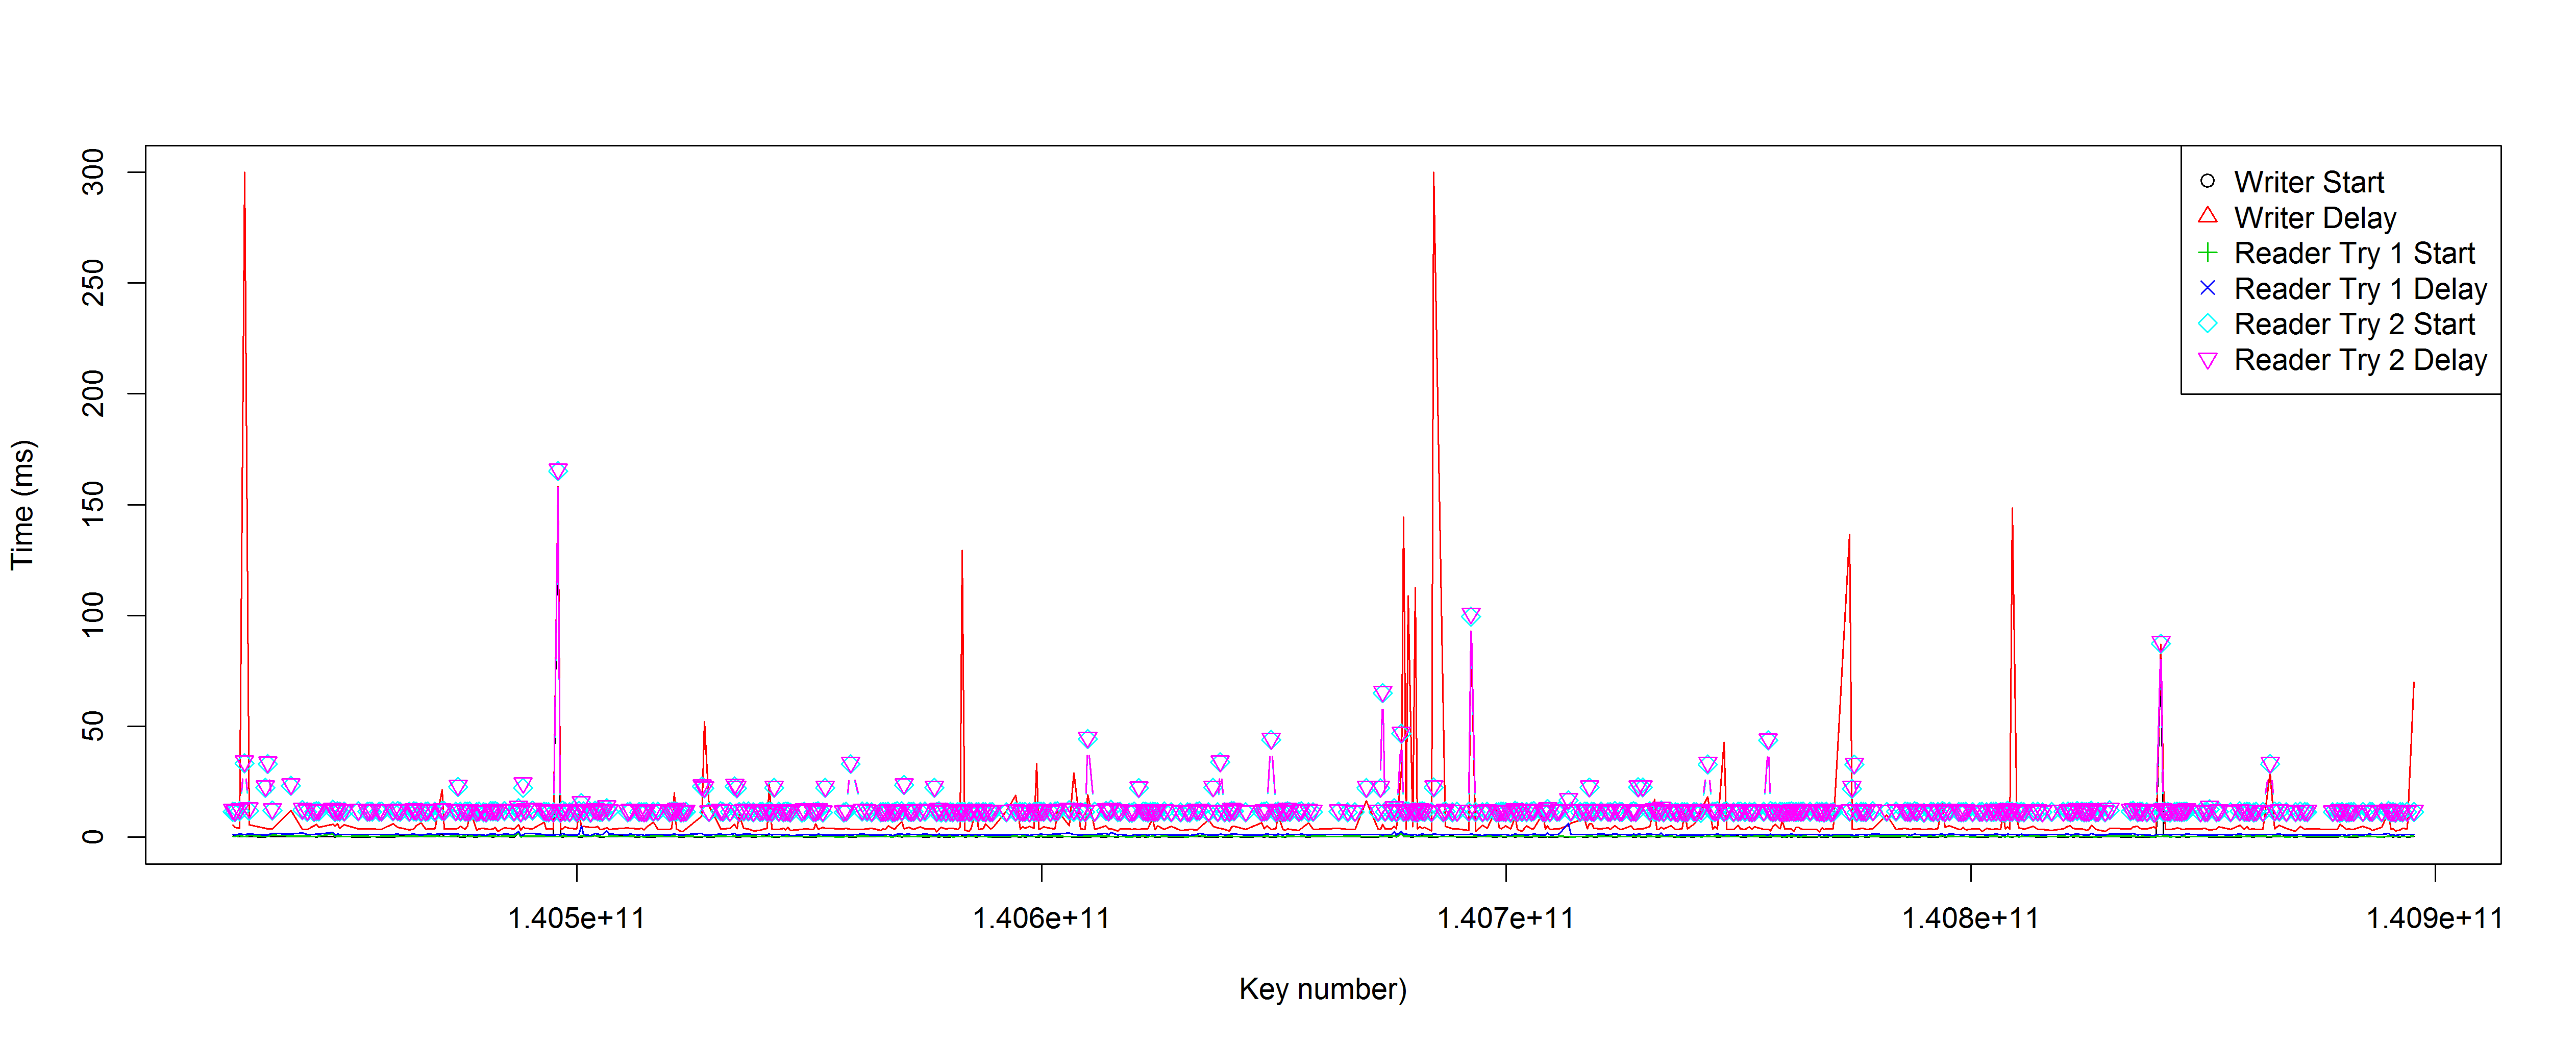 Writer Start
Writer Delay
Reader Try 1 Start
Reader Try 1 Delay
Reader Try 2 Start
Reader Try 2 Delay
Time (ms)
300
250
200
150
100
50
0
1.405e+11 1.406e+11 1.407e+11 1.408e+11 1.409e+11
Key number)